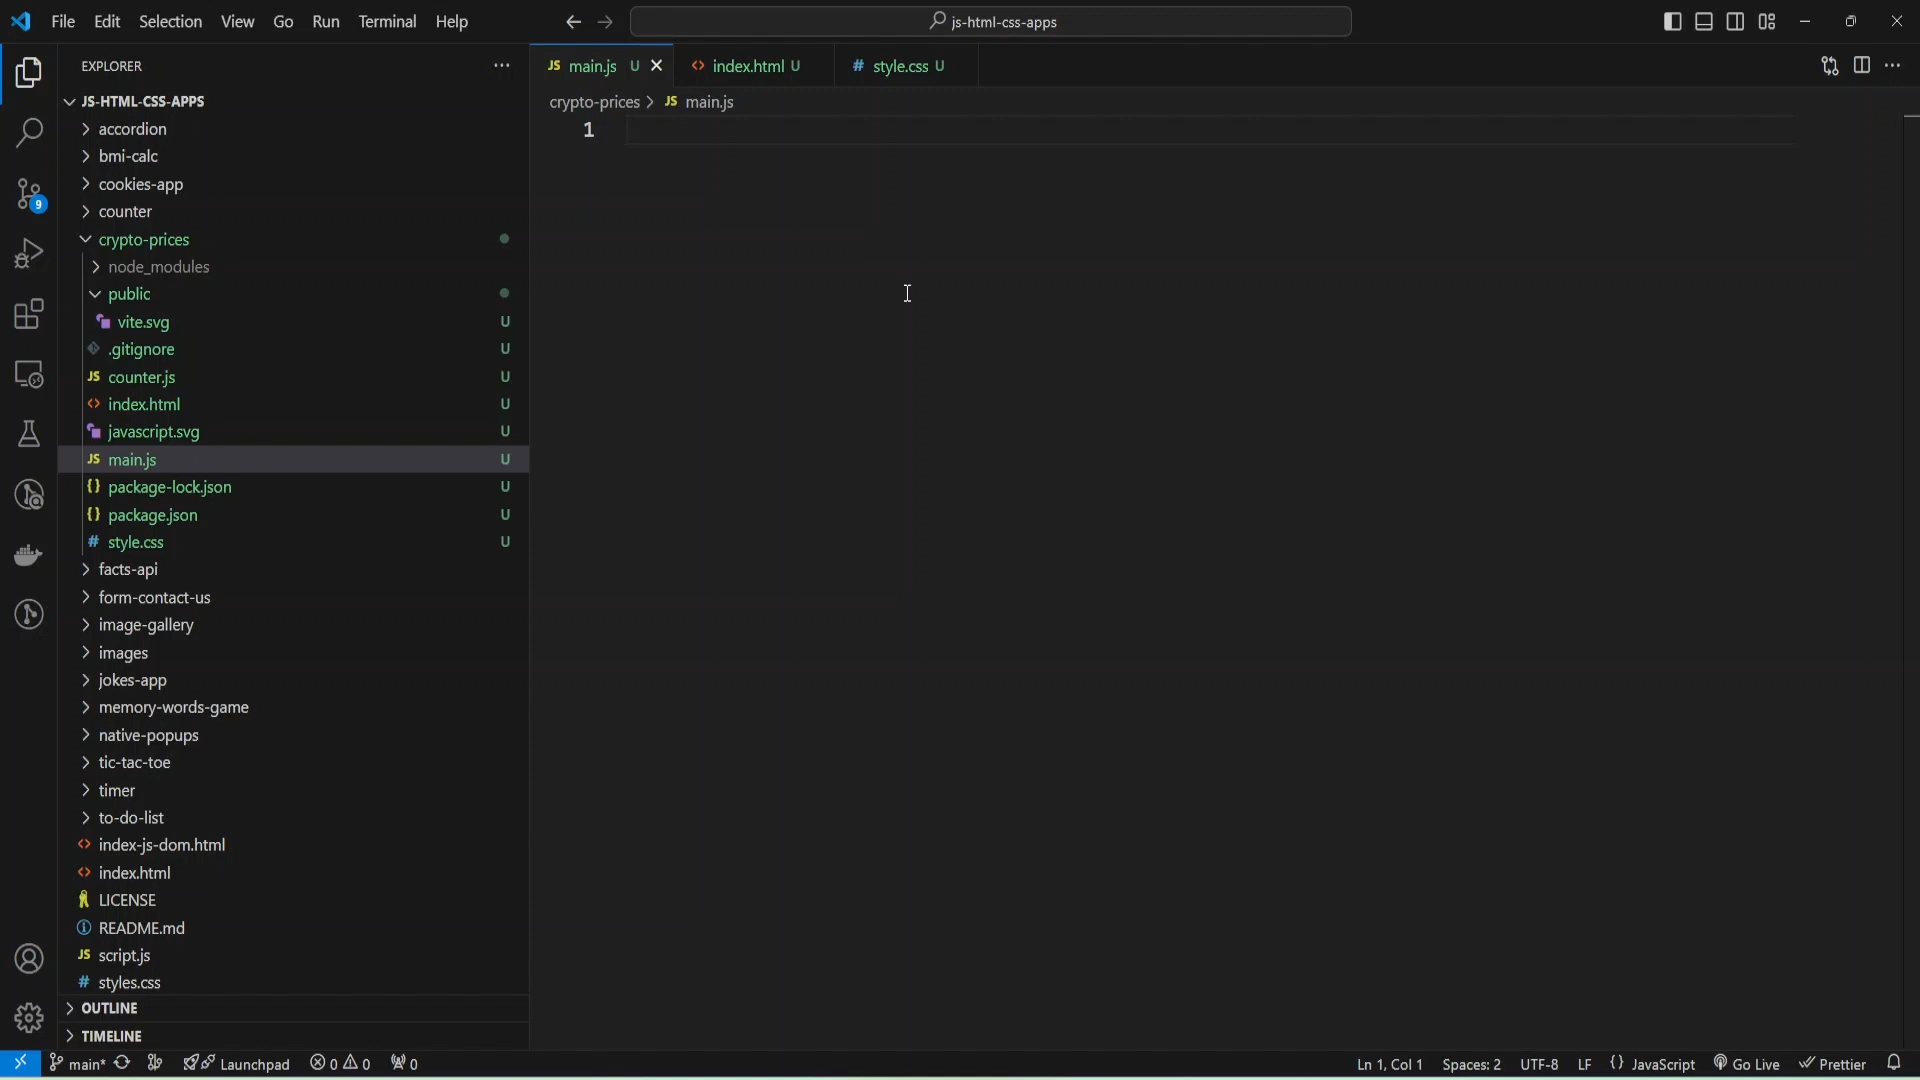 File Edit Selection View Go Run Terminal Help
js-html-css-apps
EXPLORER
JS-HTML-CSS-APPS
accordion
bmi-calc
cookies-app
counter
crypto-prices
node_modules
public
vite.svg U
.gitignore U
JS counter.js U
<> index.html U
javascript.svg U
JS main.js U
{} package-lock.json U
{} package.json U
# style.css U
facts-api
form-contact-us
image-gallery
images
jokes-app
memory-words-game
native-popups
tic-tac-toe
timer
to-do-list
<> index-js-dom.html
<> index.html
LICENSE
README.md
JS script.js
# styles.css
OUTLINE
TIMELINE
9
JS main.js U
<> index.html U
# style.css U
crypto-prices > JS main.js
1
main* Launchpad 0 0 0
Ln 1, Col 1 Spaces: 2 UTF-8 LF {} JavaScript Go Live Prettier